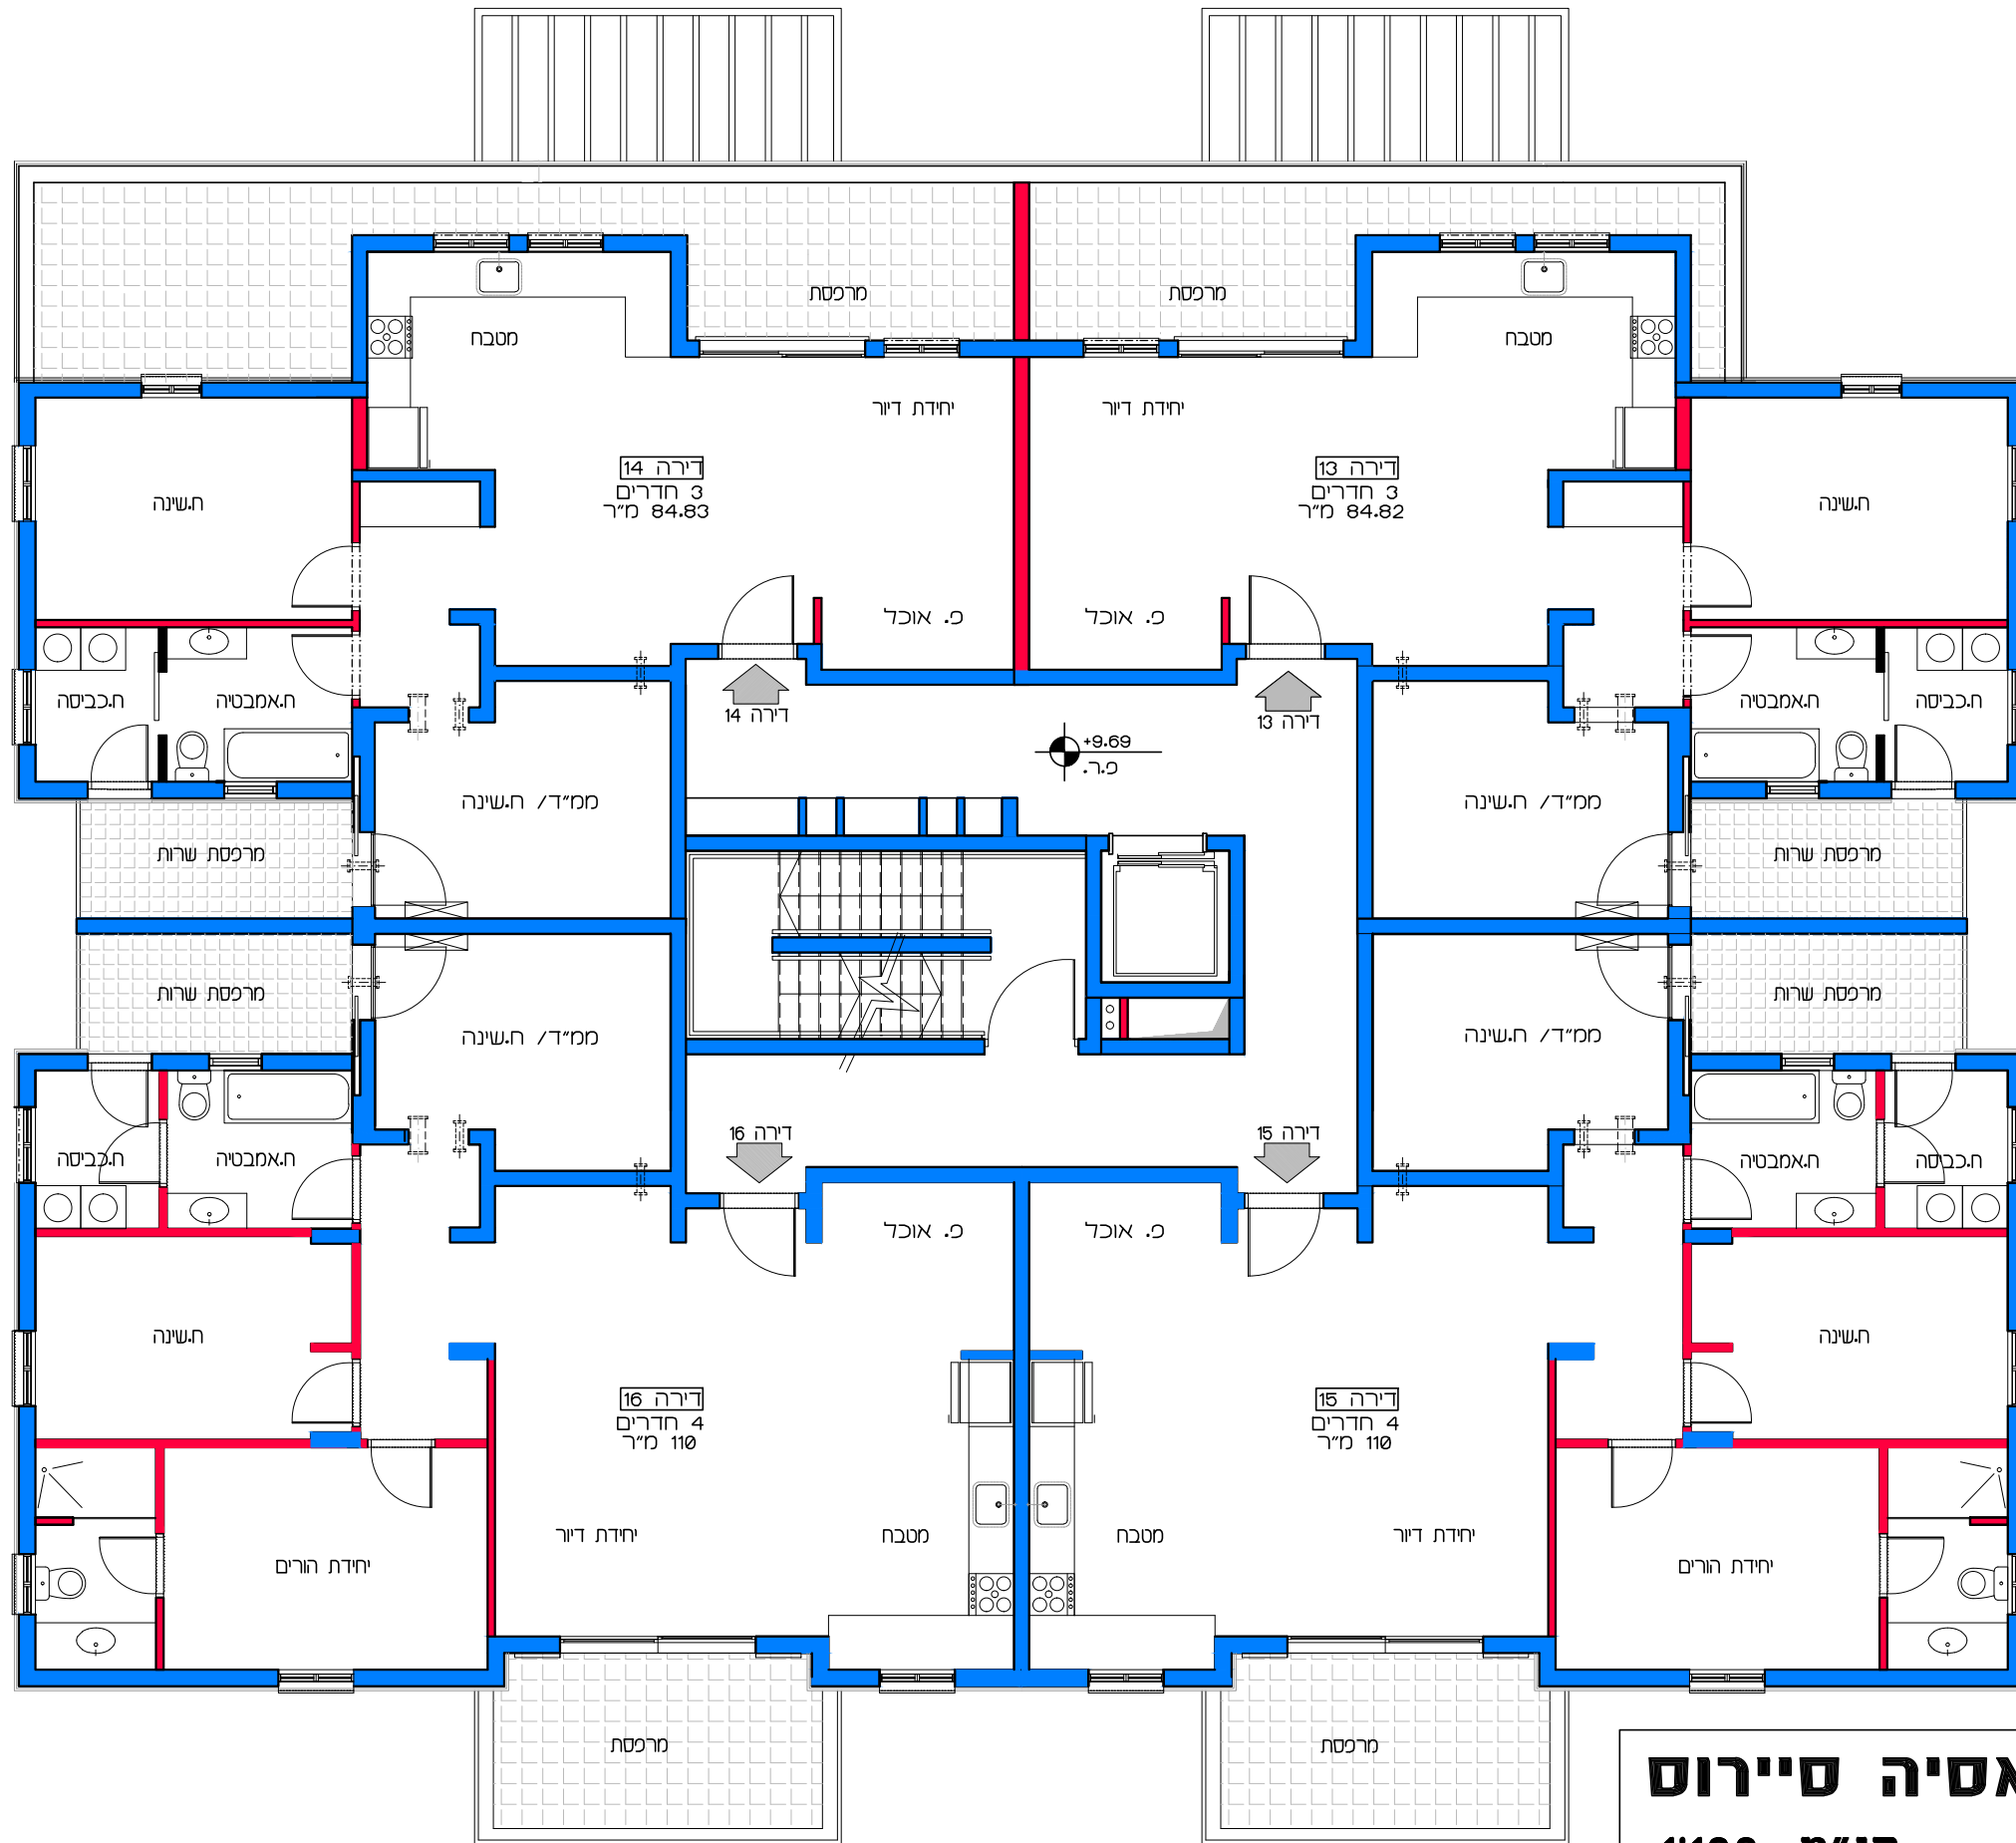 מרפסת
מרפסת
מטבח
מטבח
יחידת דיור
יחידת דיור
דירה 14
3 חדרים
84.83 מ"ר
דירה 13
3 חדרים
84.82 מ"ר
ח.שינה
ח.שינה
פ. אוכל
פ. אוכל
ח.כביסה
ח.אמבטיה
ח.אמבטיה
ח.כביסה
דירה 14
דירה 13
+9.69
פ.ר.
ממ"ד/ ח.שינה
ממ"ד/ ח.שינה
מרפסת שרות
מרפסת שרות
מרפסת שרות
מרפסת שרות
ממ"ד/ ח.שינה
ממ"ד/ ח.שינה
דירה 16
דירה 15
ח.כביסה
ח.אמבטיה
ח.אמבטיה
ח.כביסה
פ. אוכל
פ. אוכל
ח.שינה
ח.שינה
דירה 16
4 חדרים
110 מ"ר
דירה 15
4 חדרים
110 מ"ר
יחידת דיור
מטבח
מטבח
יחידת דיור
יחידת הורים
יחידת הורים
מרפסת
מרפסת
אסיה סיירוס